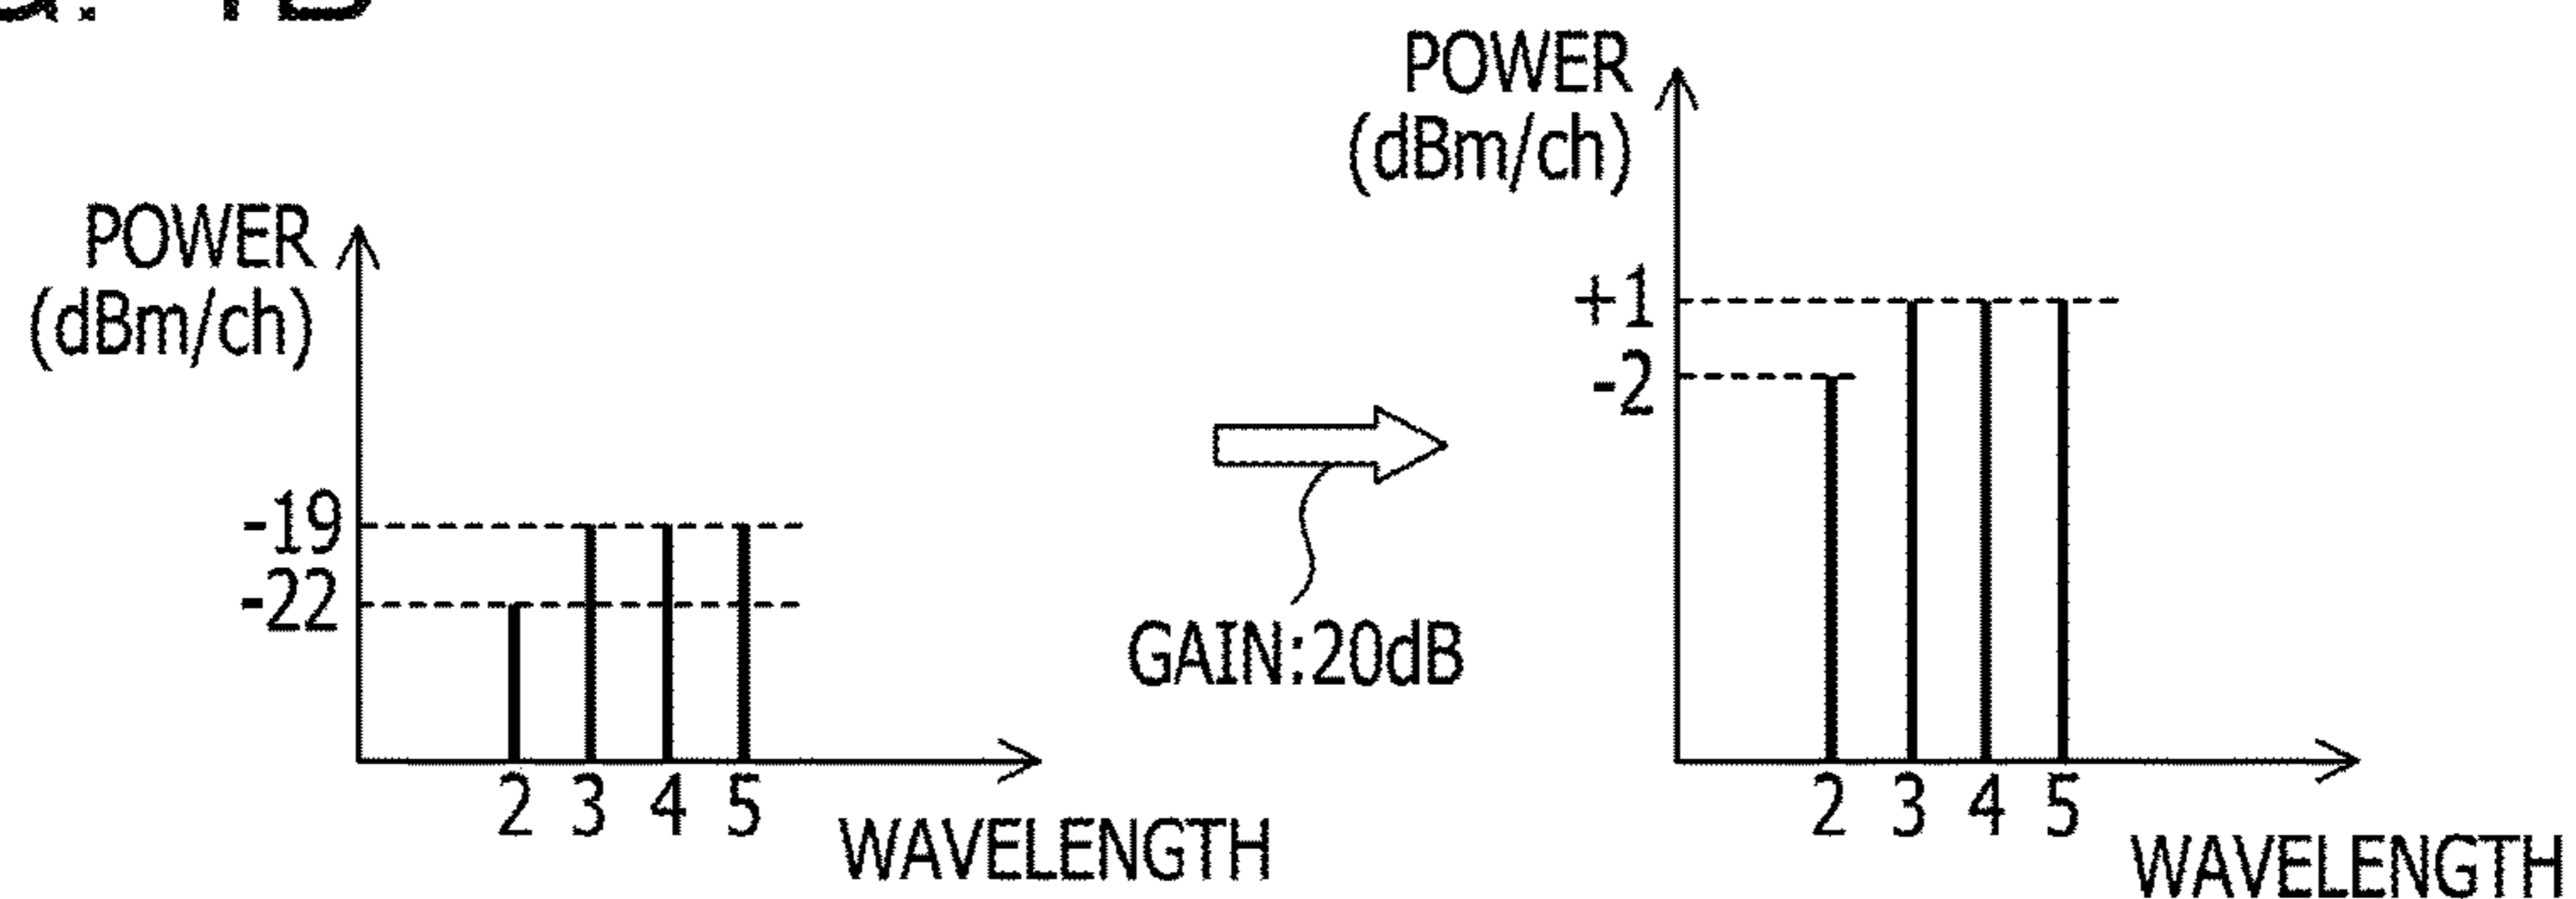 POWER
(dBm/ch)
-19
-22
2 3 4 5
WAVELENGTH
GAIN:20dB
POWER
(dBm/ch)
+1
-2
2 3 4 5
WAVELENGTH